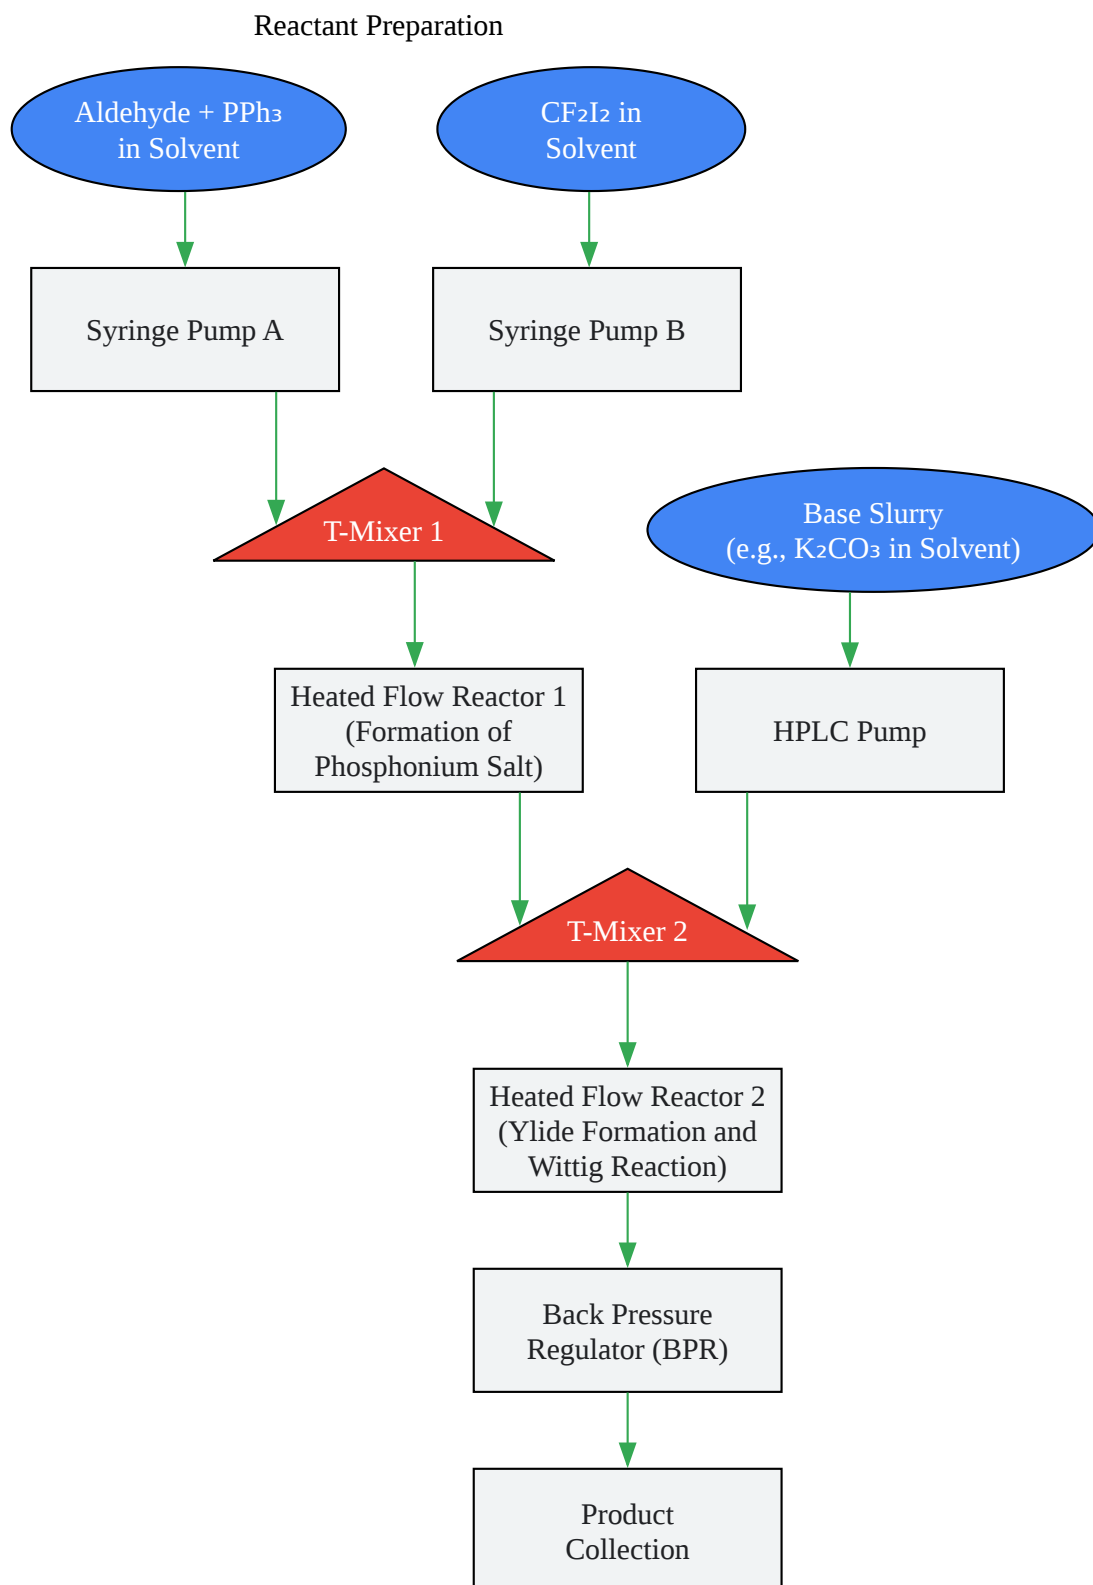 Reactant Preparation
Aldehyde + PPh₃
in Solvent
CF₂I₂ in
Solvent
Syringe Pump A
Syringe Pump B
T-Mixer 1
Base Slurry
(e.g., K₂CO₃ in Solvent)
Heated Flow Reactor 1
(Formation of
Phosphonium Salt)
HPLC Pump
T-Mixer 2
Heated Flow Reactor 2
(Ylide Formation and
Wittig Reaction)
Back Pressure
Regulator (BPR)
Product
Collection